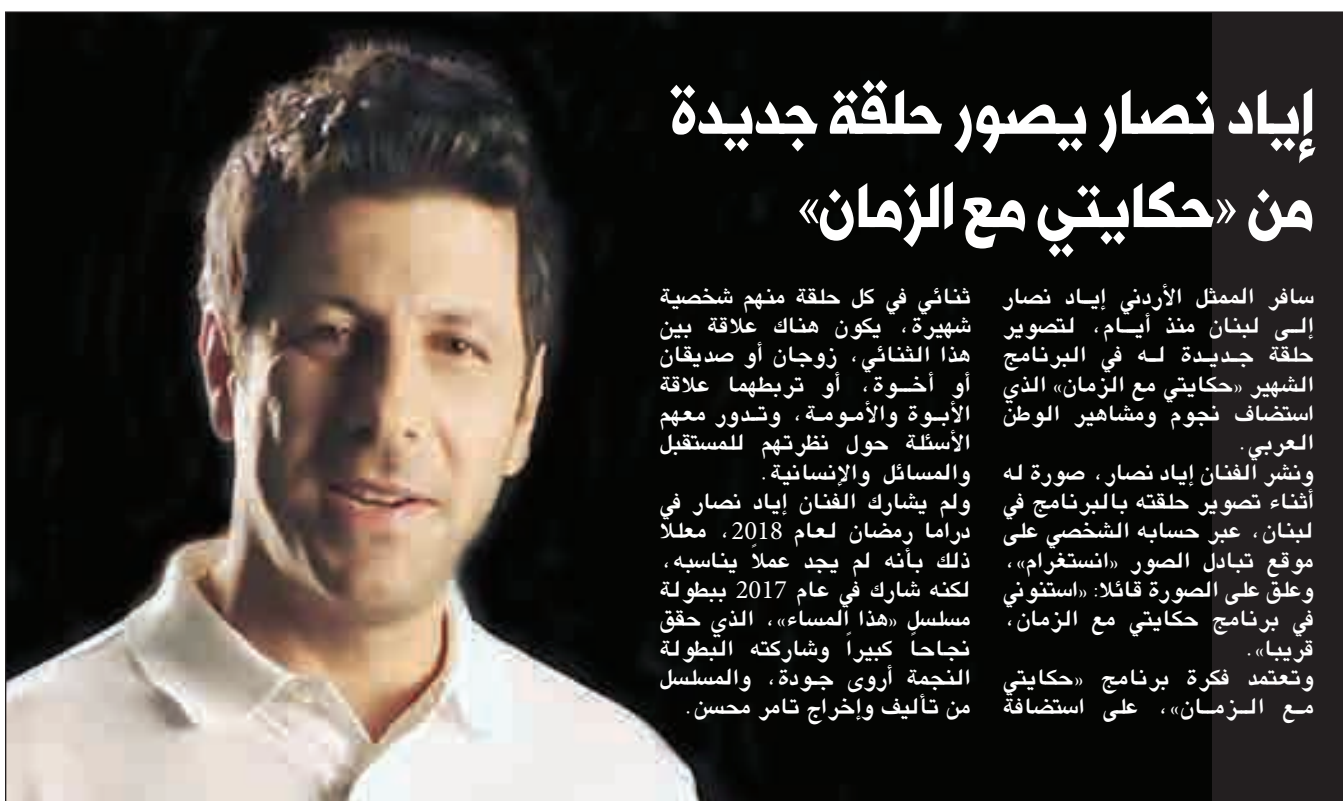 إياد نصار يصور حلقة جديدة
من «حكايتي مع الزمان»
سافر الممثل الأردني إياد نصار
إلى لبنان منذ أيام، لتصوير
حلقة جديدة له في البرنامج
الشهير «حكايتي مع الزمان» الذي
استضاف نجوم ومشاهير الوطن
العربي.
ونشر الفنان إياد نصار، صورة له
أثناء تصوير حلقته بالبرنامج في
لبنان، عبر حسابه الشخصي على
موقع تبادل الصور «انستغرام»،
وعلق على الصورة قائلا: «استنوني
في برنامج حكايتي مع الزمان،
قريبا».
وتعتمد فكرة برنامج «حكايتي
مع الزمان»، على استضافة
ثنائي في كل حلقة منهم شخصية
شهيرة، يكون هناك علاقة بين
هذا الثنائي، زوجان أو صديقان
أو أخوة، أو تربطهما علاقة
الأبوة والأمومة، وتدور معهم
الأسئلة حول نظرتهم للمستقبل
والمسائل والإنسانية.
ولم يشارك الفنان إياد نصار في
دراما رمضان لعام 2018، معللا
ذلك بأنه لم يجد عملاً يناسبه،
لكنه شارك في عام 2017 ببطولة
مسلسل «هذا المساء»، الذي حقق
نجاحاً كبيراً وشاركته البطولة
النجمة أروى جودة، والمسلسل
من تأليف وإخراج تامر محسن.